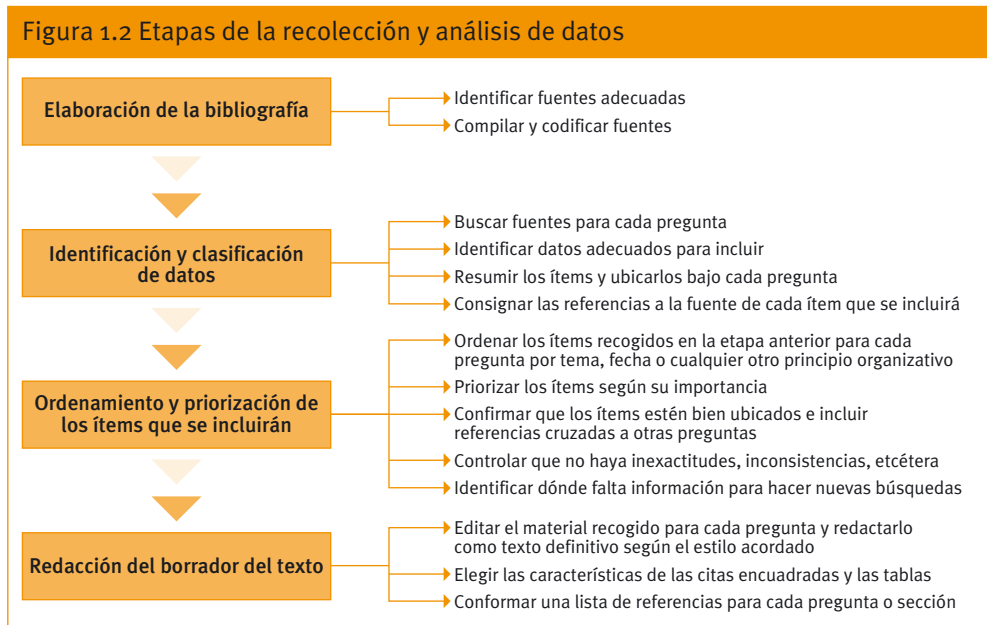 Figura 1.2 Etapas de la recolección y análisis de datos
Elaboración de la bibliografía
Identificar fuentes adecuadas
Compilar y codificar fuentes
Identificación y clasificación
de datos
Buscar fuentes para cada pregunta
Identificar datos adecuados para incluir
Resumir los ítems y ubicarlos bajo cada pregunta
Consignar las referencias a la fuente de cada ítem que se incluirá
Ordenamiento y priorización de
los ítems que se incluirán
Ordenar los ítems recogidos en la etapa anterior para cada
pregunta por tema, fecha o cualquier otro principio organizativo
Priorizar los ítems según su importancia
Confirmar que los ítems estén bien ubicados e incluir
referencias cruzadas a otras preguntas
Controlar que no haya inexactitudes, inconsistencias, etcétera
Identificar dónde falta información para hacer nuevas búsquedas
Redacción del borrador del texto
Editar el material recogido para cada pregunta y redactarlo
como texto definitivo según el estilo acordado
Elegir las características de las citas encuadradas y las tablas
Conformar una lista de referencias para cada pregunta o sección